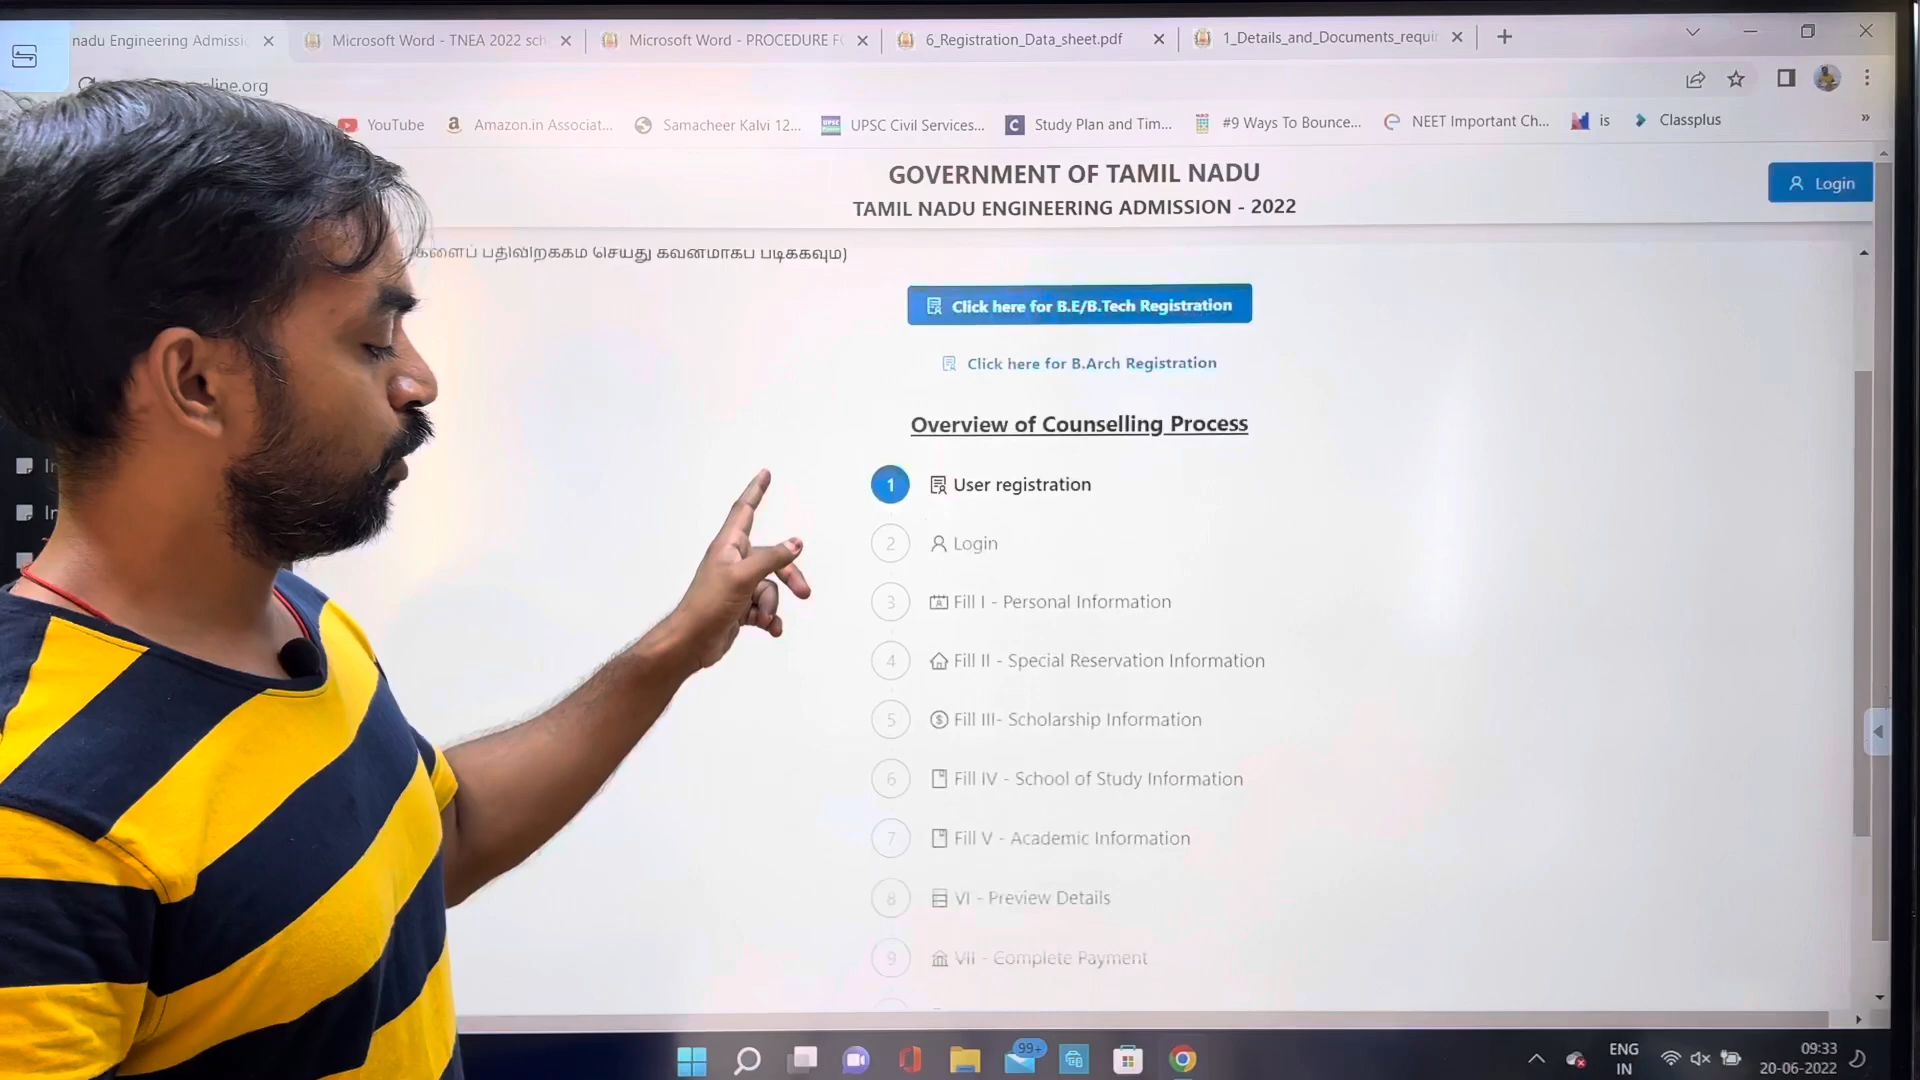 nadu Engineering Admissi
Microsoft Word - TNEA 2022 sch
Microsoft Word - PROCEDURE F
6_Registration_Data_sheet.pdf
1_Details_and_Documents_requir
line.org
YouTube
Amazon.in Associat...
Samacheer Kalvi 12...
UPSC Civil Services...
Study Plan and Tim...
#9 Ways To Bounce...
NEET Important Ch...
is
Classplus
»
GOVERNMENT OF TAMIL NADU
TAMIL NADU ENGINEERING ADMISSION - 2022
Login
செய்து கவனமாகப் படிக்கவும்)
Click here for B.E/B.Tech Registration
Click here for B.Arch Registration
Overview of Counselling Process
1 User registration
2 Login
3 Fill I - Personal Information
4 Fill II - Special Reservation Information
5 Fill III- Scholarship Information
6 Fill IV - School of Study Information
7 Fill V - Academic Information
8 VI - Preview Details
9 VII - Complete Payment
99+
ENG
IN
09:33
20-06-2022